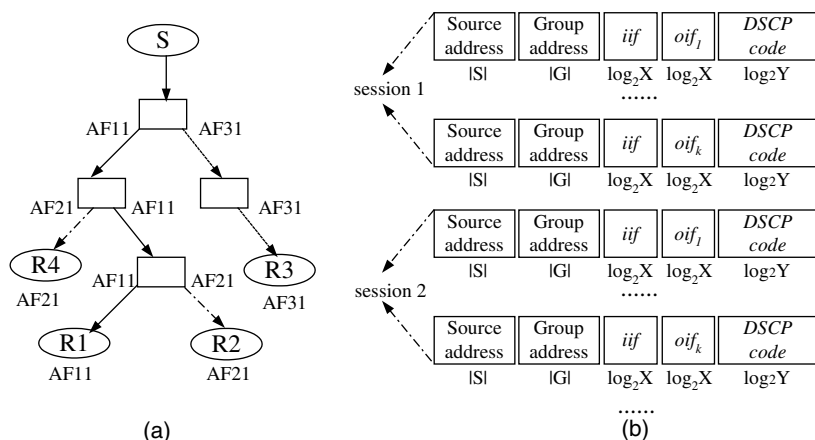 S
AF11 AF31
AF21 AF11 AF31
R4 AF11 AF21 R3
AF21 AF31
R1 R2
AF11 AF21
(a)
Source address Group address iif oif1 DSCP code
|S| |G| log2X log2X log2Y
session 1
......
Source address Group address iif oifk DSCP code
|S| |G| log2X log2X log2Y
Source address Group address iif oif1 DSCP code
|S| |G| log2X log2X log2Y
session 2
......
Source address Group address iif oifk DSCP code
|S| |G| log2X log2X log2Y
......
(b)